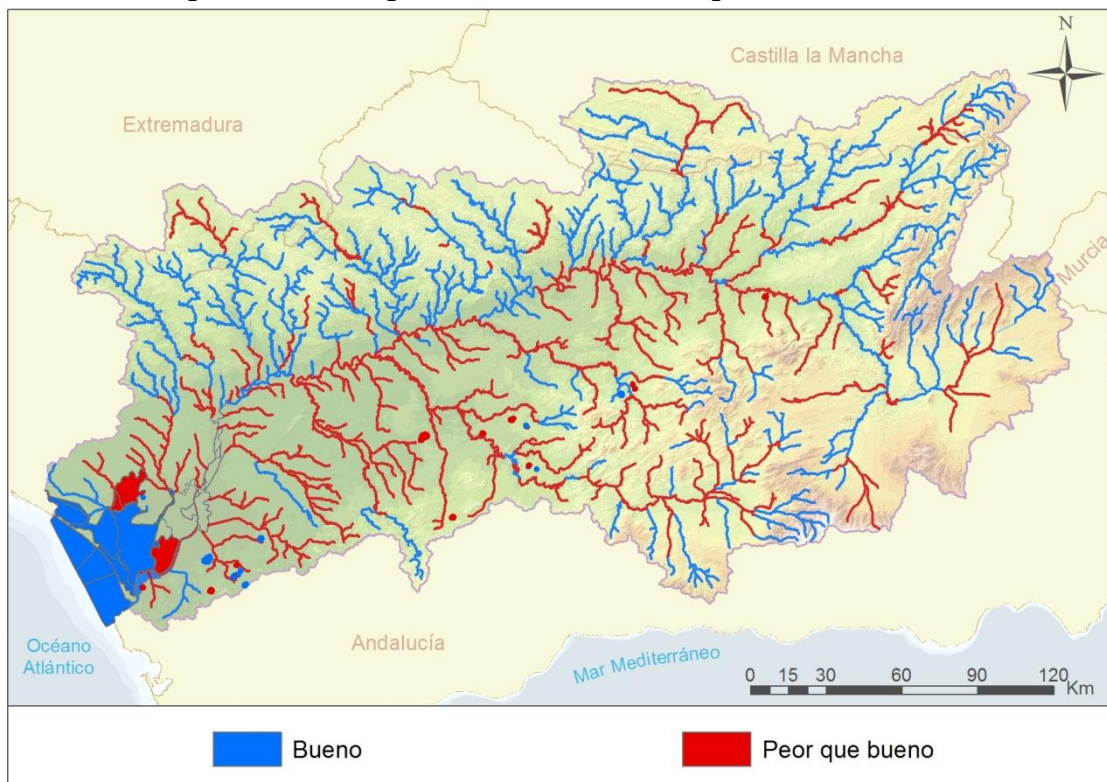 N
Castilla la Mancha
Extremadura
Murcia
Océano
Atlántico
Andalucía
Mar Mediterráneo
0 15 30 60 90 120
Km
Bueno
Peor que bueno